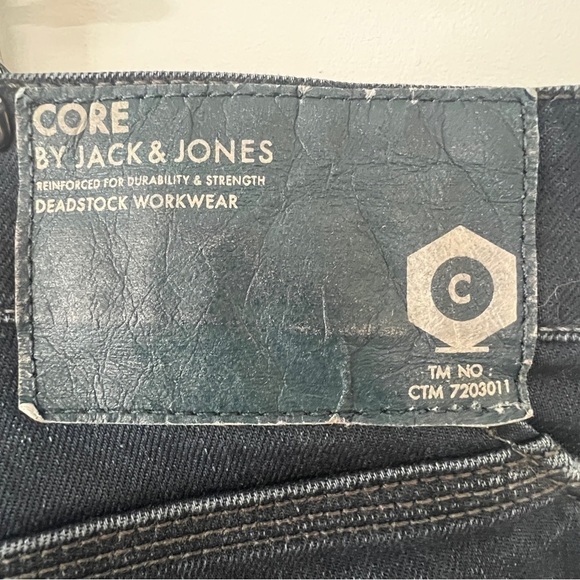 CORE
BY JACK & JONES
REINFORCED FOR DURABILITY & STRENGTH
DEADSTOCK WORKWEAR
C
TM NO :
CTM 7203011